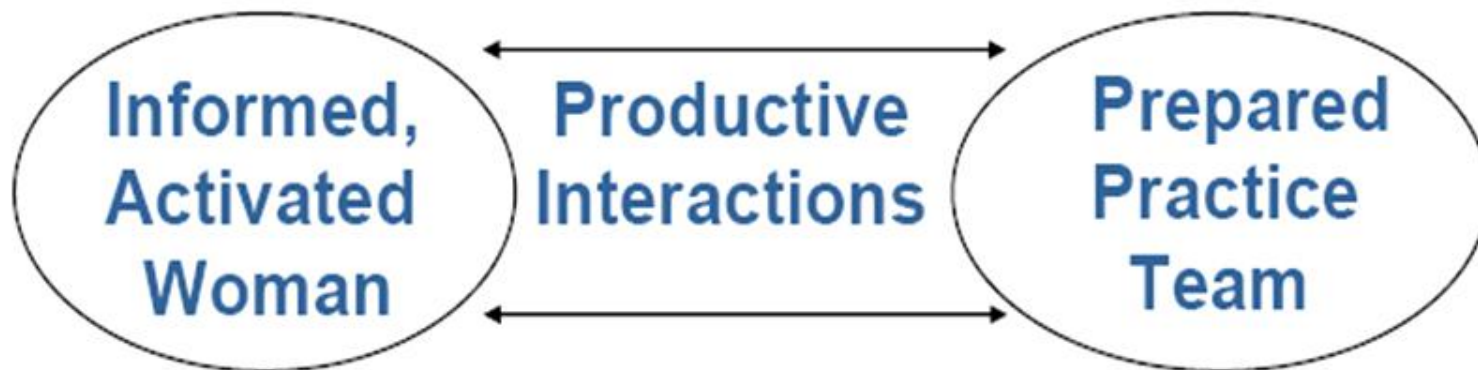 Informed,
Activated
Woman
Productive
Interactions
Prepared
Practice
Team